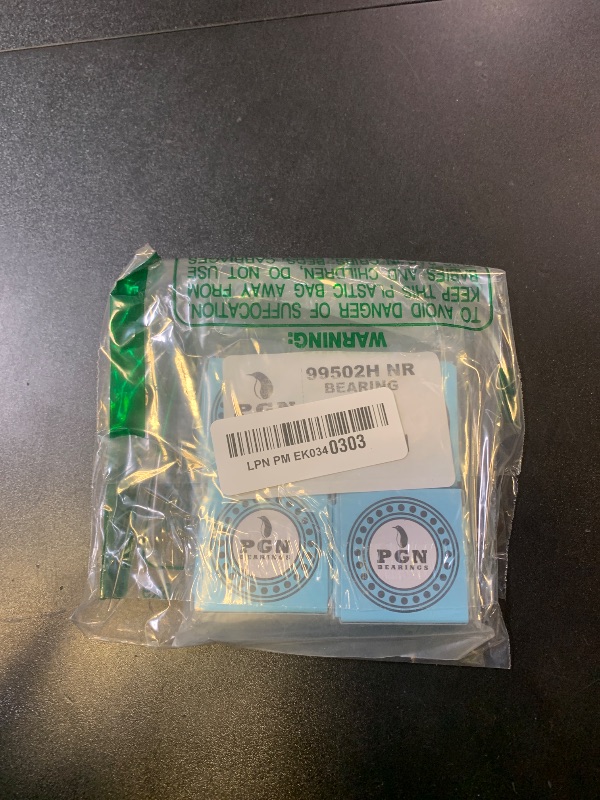 BABIES AND CHILDREN, DO NOT USE
KEEP THIS PLASTIC BAG AWAY FROM
TO AVOID DANGER OF SUFFOCATION
WARNING:
99502H NR
BEARING
PGN
LPN PM EK0340303
PGN
BEARINGS
PGN
BEARINGS